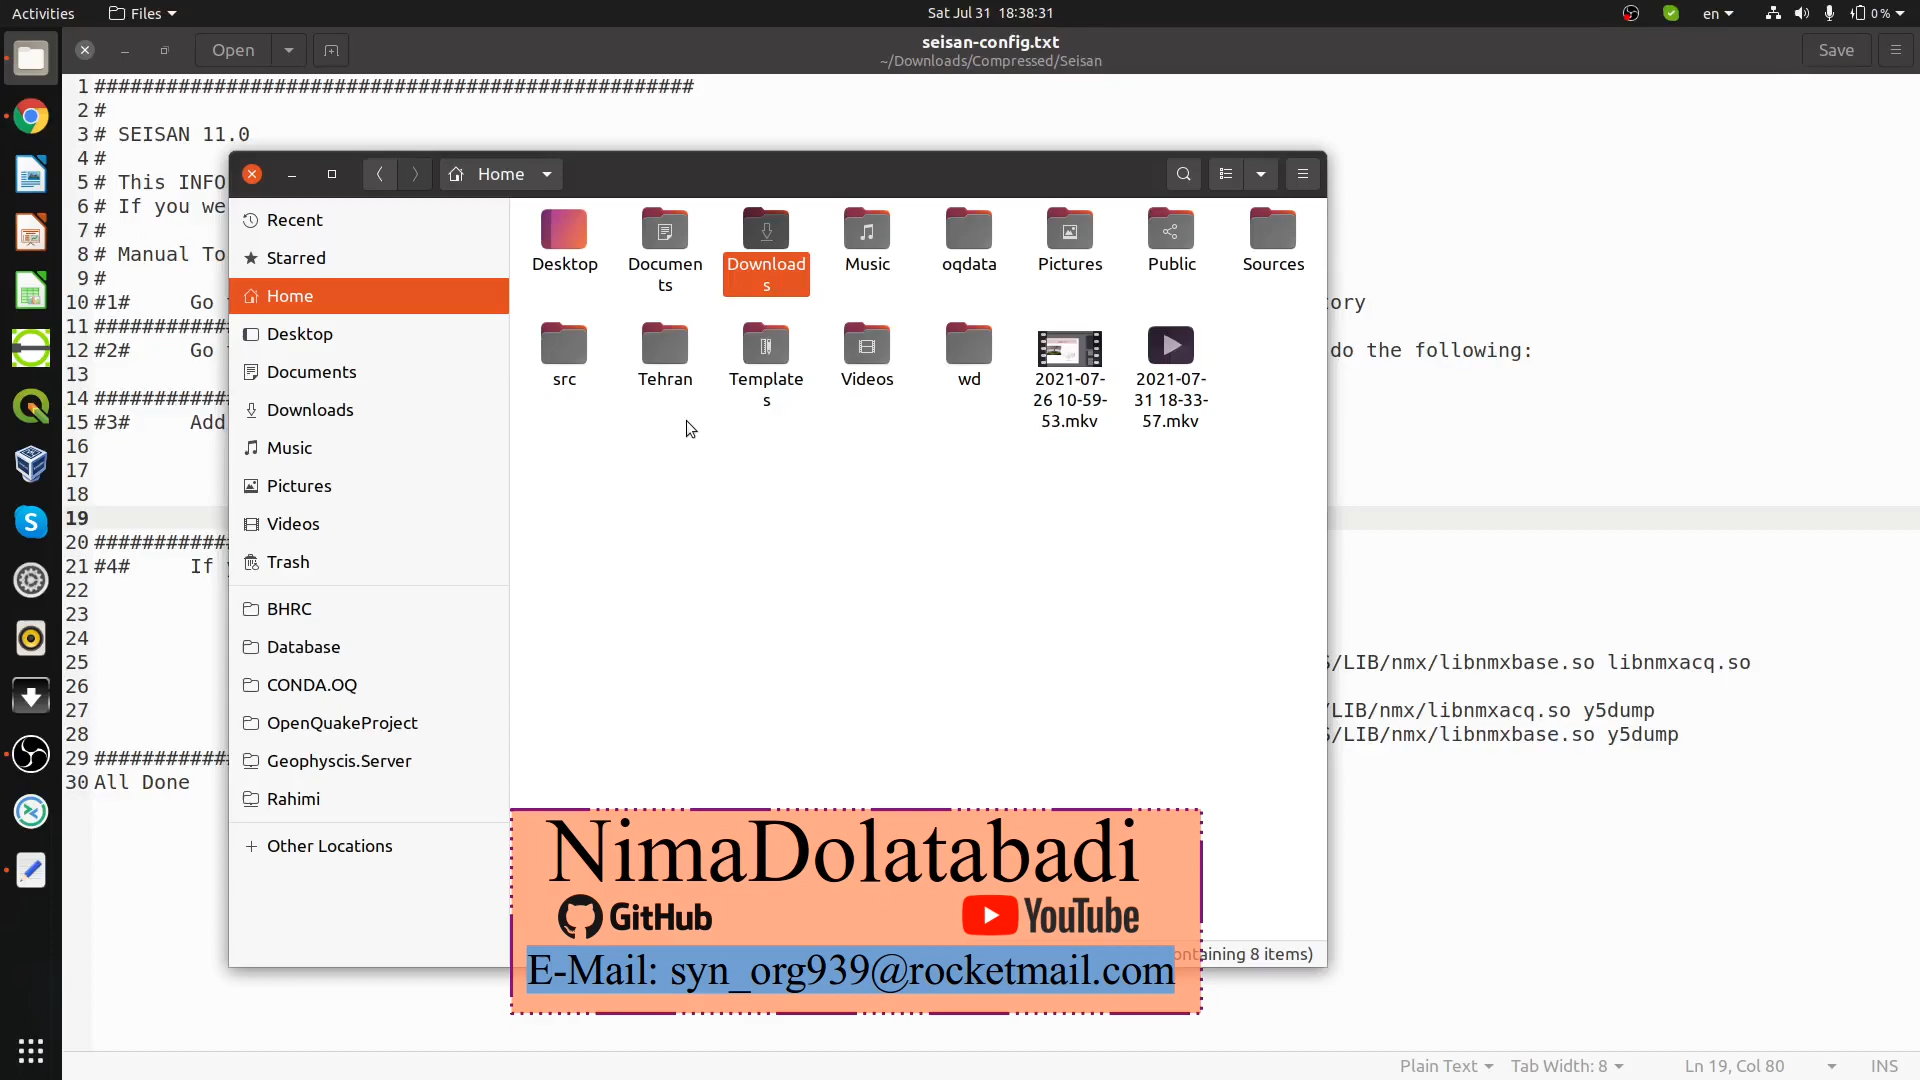 Activities
Files
Sat Jul 31 18:38:31
en
0 %
Open
seisan-config.txt
~/Downloads/Compressed/Seisan
Save
1 ##################################################
2 #
3 # SEISAN 11.0
4 #
5 # This INFO
6 # If you we
7 #
8 # Manual To
9 #
10 #1# Go
ory
11 ############
12 #2# Go
do the following:
13
14 ############
15 #3# Add
16
17
18
19
20 ############
21 #4# If
22
23
24
25
/LIB/nmx/libnmxbase.so libnmxacq.so
26
27
/LIB/nmx/libnmxacq.so y5dump
28
/LIB/nmx/libnmxbase.so y5dump
29 ############
30 All Done
Home
Recent
Starred
Home
Desktop
Documents
Downloads
Music
Pictures
Videos
Trash
BHRC
Database
CONDA.OQ
OpenQuakeProject
Geophyscis.Server
Rahimi
Other Locations
Desktop
Documen
ts
Download
s
Music
oqdata
Pictures
Public
Sources
src
Tehran
Template
s
Videos
wd
2021-07-
26 10-59-
53.mkv
2021-07-
31 18-33-
57.mkv
NimaDolatabadi
GitHub
YouTube
E-Mail: syn_org939@rocketmail.com
ntaining 8 items)
Plain Text
Tab Width: 8
Ln 19, Col 80
INS